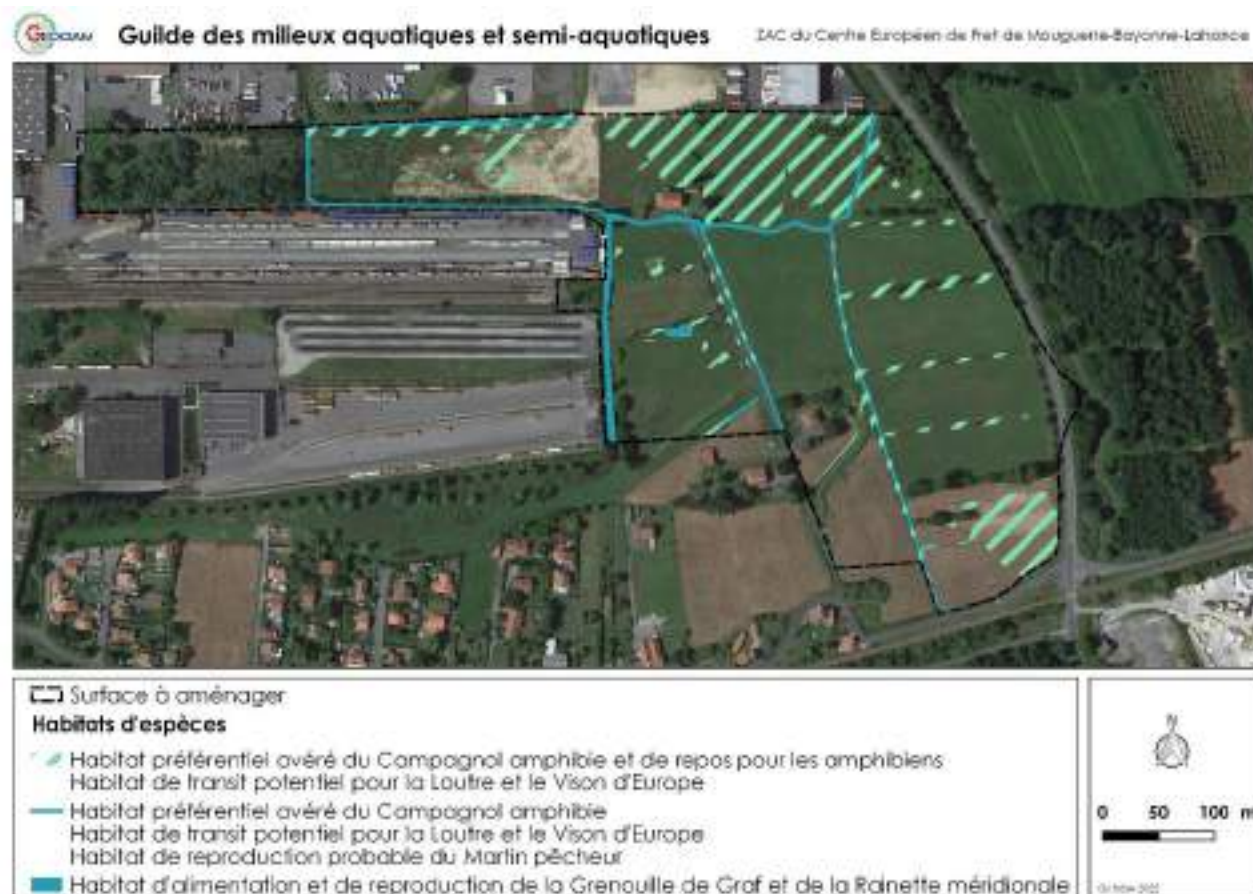 GEOCIAM
Guilde des milieux aquatiques et semi-aquatiques
ZAC du Centre Européen de Fret de Mouguerre-Bayonne-Lahonce
Surface à aménager
Habitats d'espèces
Habitat préférentiel avéré du Campagnol amphibie et de repos pour les amphibiens
Habitat de transit potentiel pour la Loutre et le Vison d'Europe
Habitat préférentiel avéré du Campagnol amphibie
Habitat de transit potentiel pour la Loutre et le Vison d'Europe
Habitat de reproduction probable du Martin pêcheur
Habitat d'alimentation et de reproduction de la Grenouille de Graf et de la Rainette méridionale
N
0 50 100 m